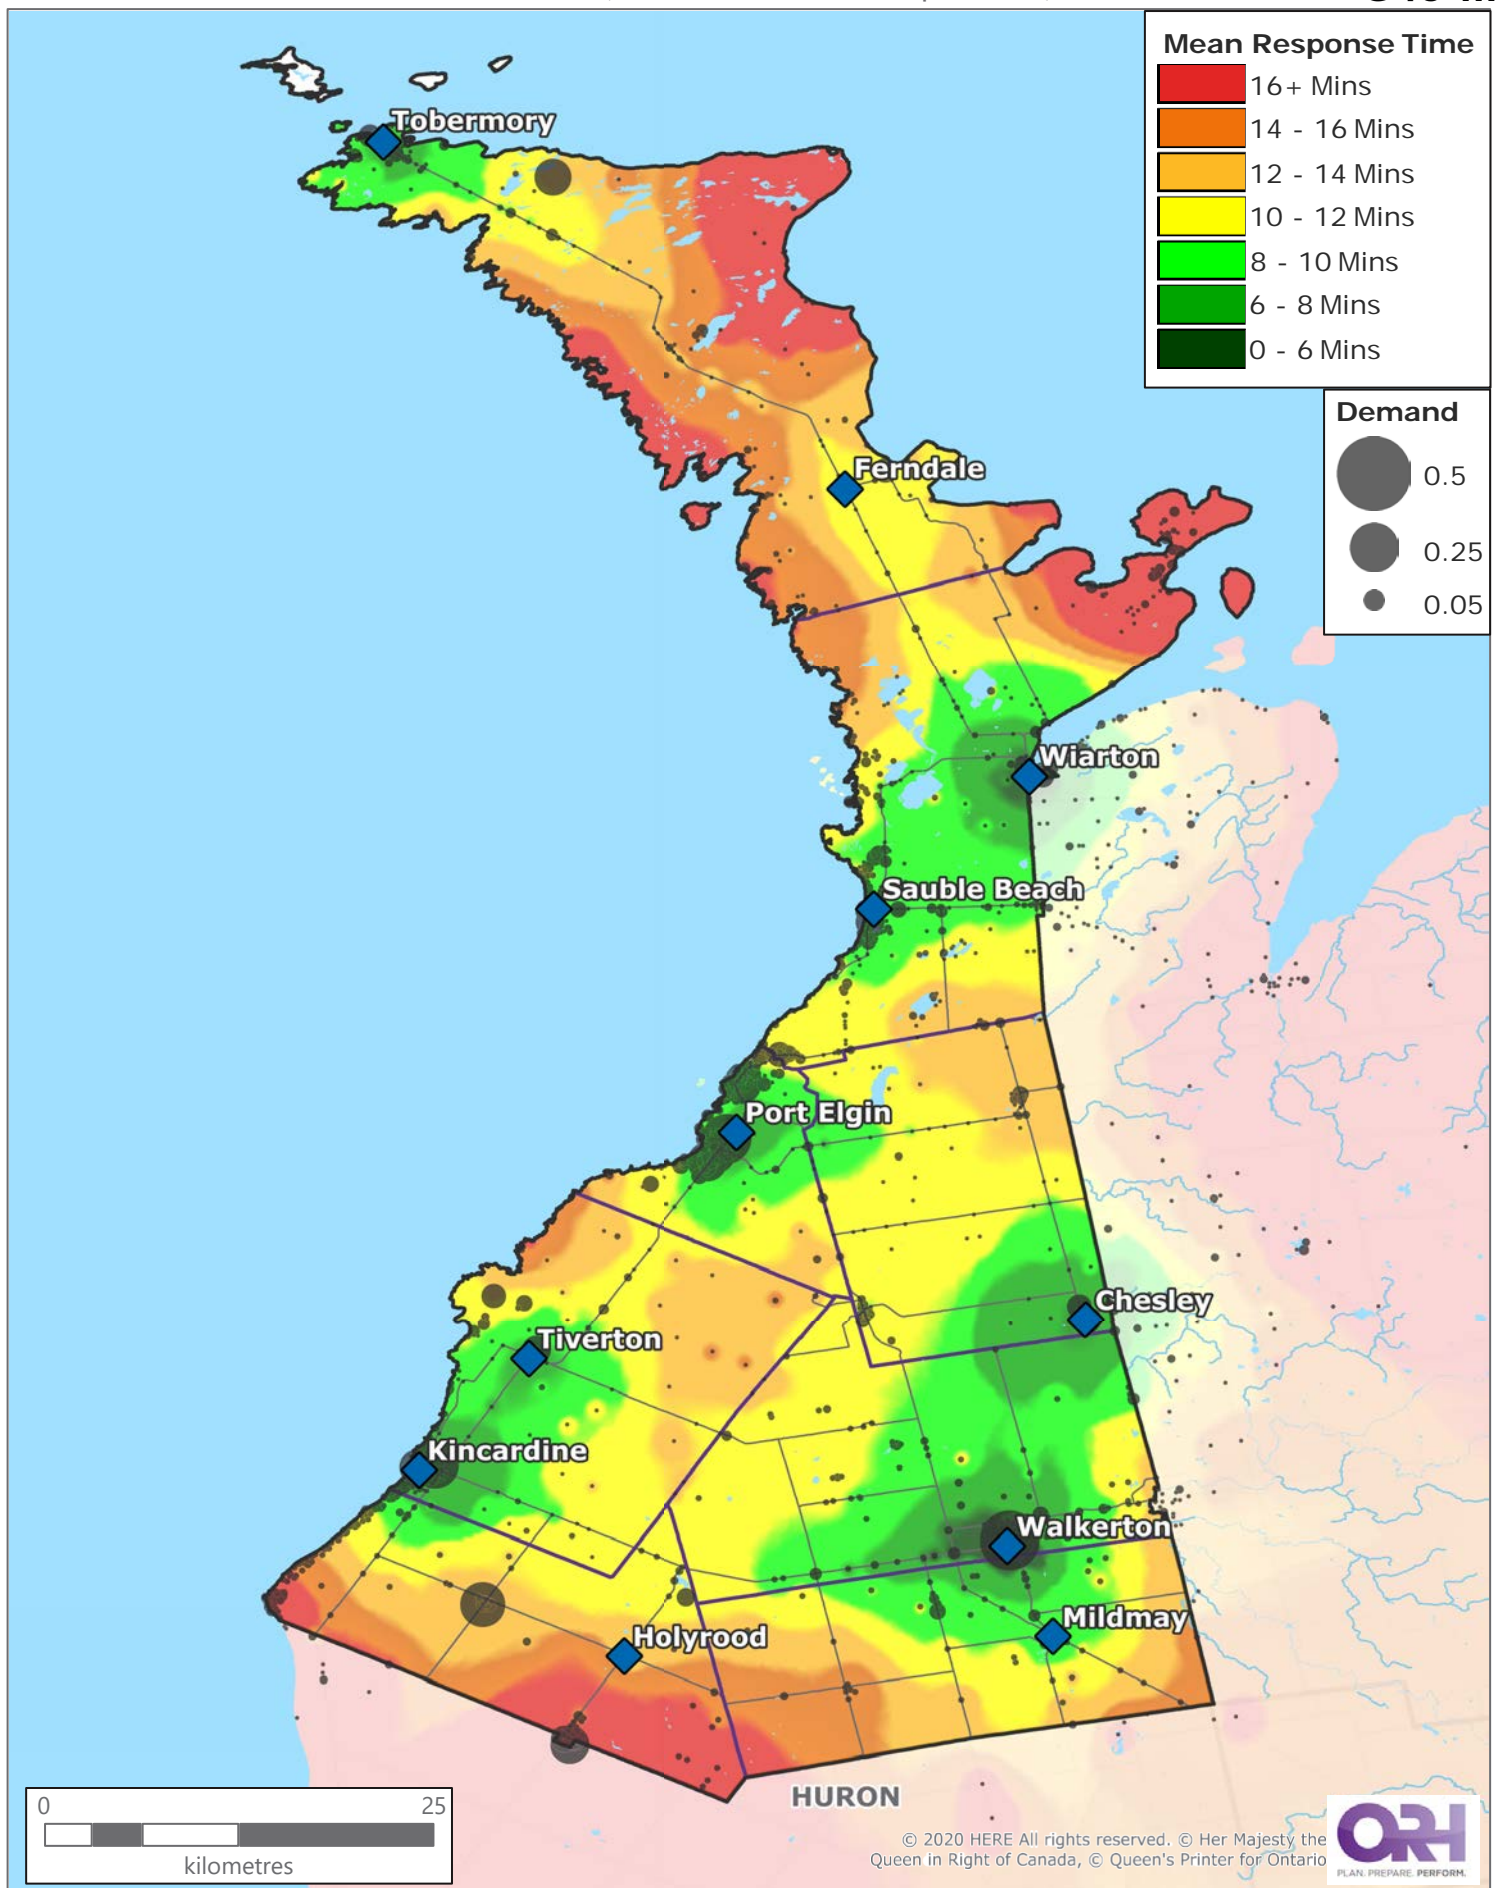 Mean Response Time
16+ Mins
14 - 16 Mins
12 - 14 Mins
10 - 12 Mins
8 - 10 Mins
6 - 8 Mins
0 - 6 Mins
Demand
0.5
0.25
0.05
Tobermory
Ferndale
Wiarton
Sauble Beach
Port Elgin
Chesley
Tiverton
Kincardine
Walkerton
Mildmay
Holyrood
HURON
0 25
kilometres
© 2020 HERE All rights reserved. © Her Majesty the
Queen in Right of Canada, © Queen's Printer for Ontario
ORH
PLAN. PREPARE. PERFORM.